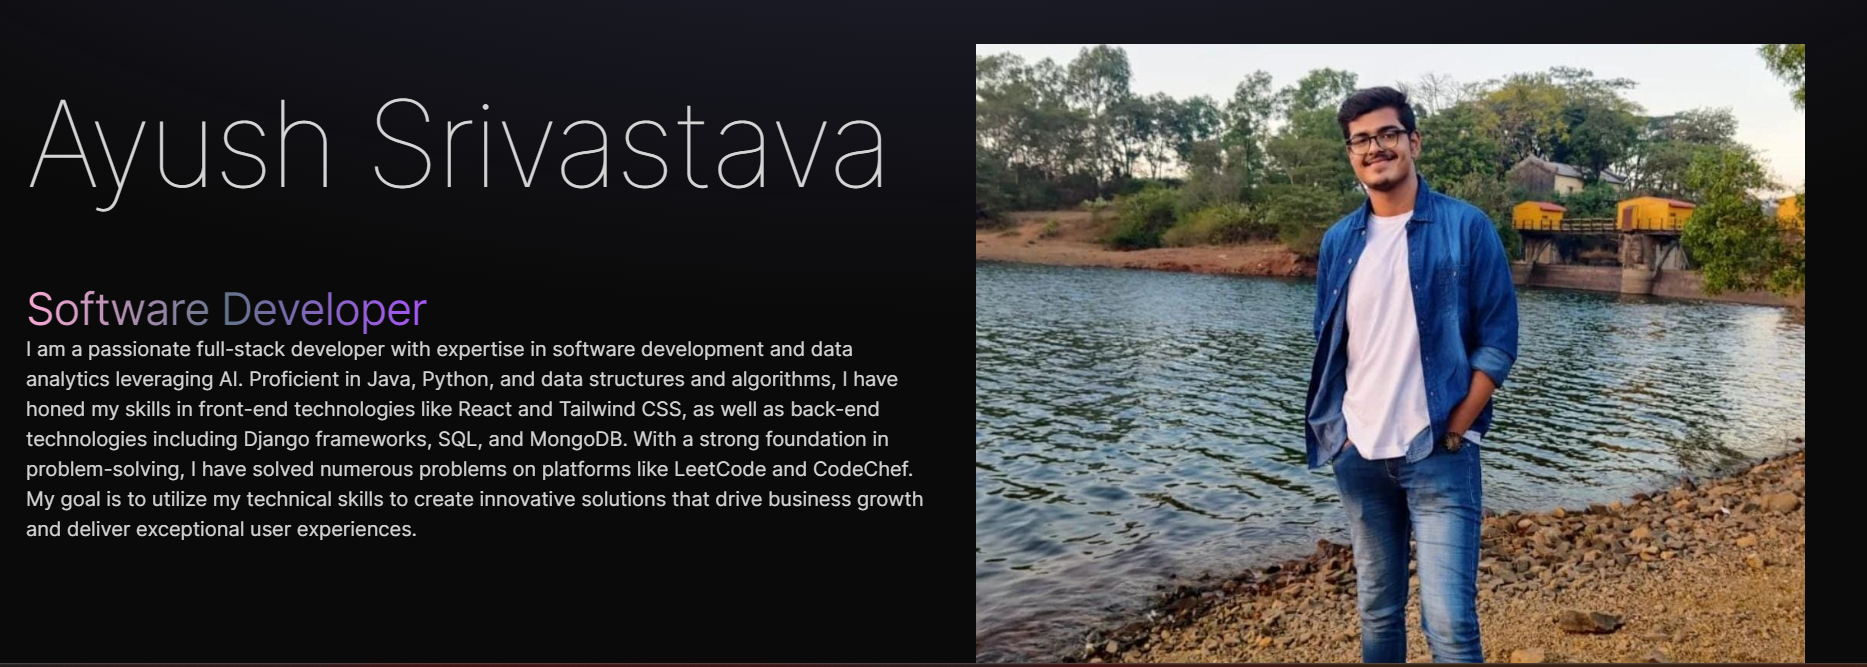 Ayush Srivastava
Software Developer
I am a passionate full-stack developer with expertise in software development and data
analytics leveraging AI. Proficient in Java, Python, and data structures and algorithms, I have
honed my skills in front-end technologies like React and Tailwind CSS, as well as back-end
technologies including Django frameworks, SQL, and MongoDB. With a strong foundation in
problem-solving, I have solved numerous problems on platforms like LeetCode and CodeChef.
My goal is to utilize my technical skills to create innovative solutions that drive business growth
and deliver exceptional user experiences.